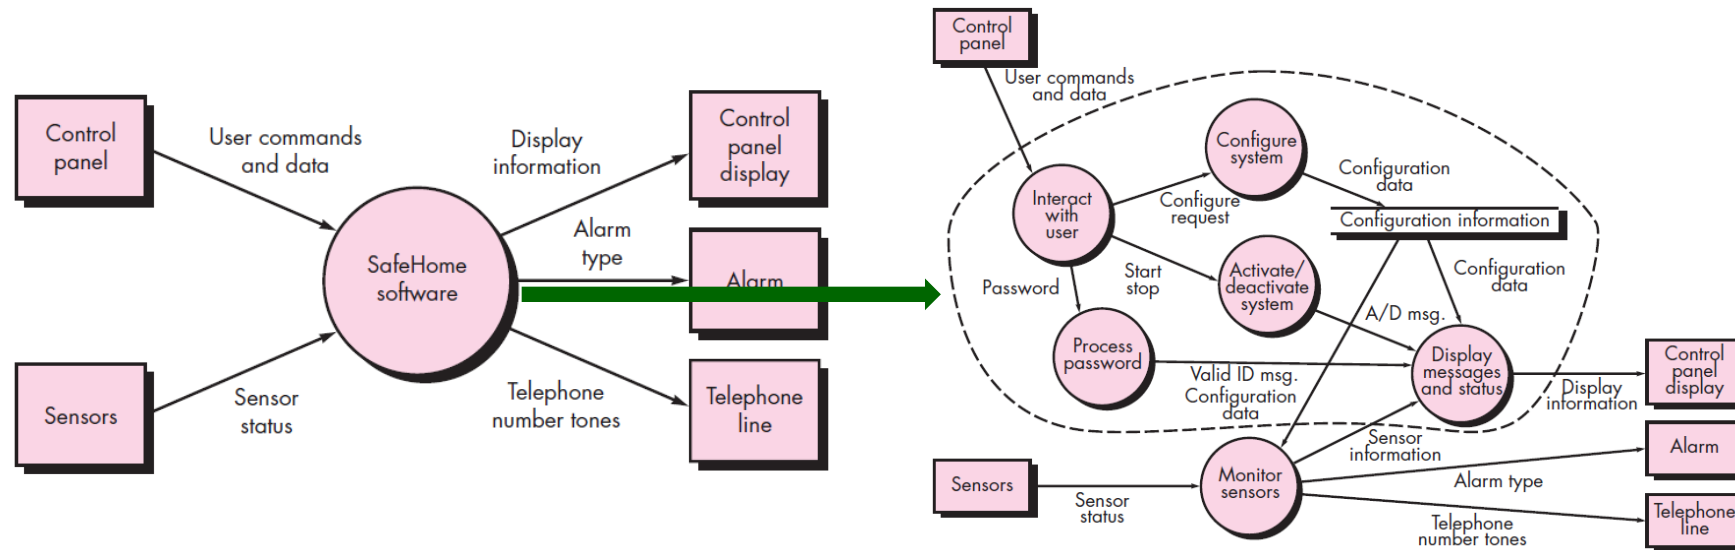 Control
panel
User commands
and data
Display
information
Control
panel
display
SafeHome
software
Alarm
type
Alarm
Sensors
Sensor
status
Telephone
number tones
Telephone
line
Control
panel
User commands
and data
Configure
system
Configuration
data
Interact
with
user
Configure
request
Configuration information
Password
Start
stop
Activate/
deactivate
system
Configuration
data
A/D msg.
Process
password
Valid ID msg.
Configuration
data
Display
messages
and status
Display
information
Control
panel
display
Sensors
Sensor
status
Monitor
sensors
Sensor
information
Alarm type
Alarm
Telephone
number tones
Telephone
line